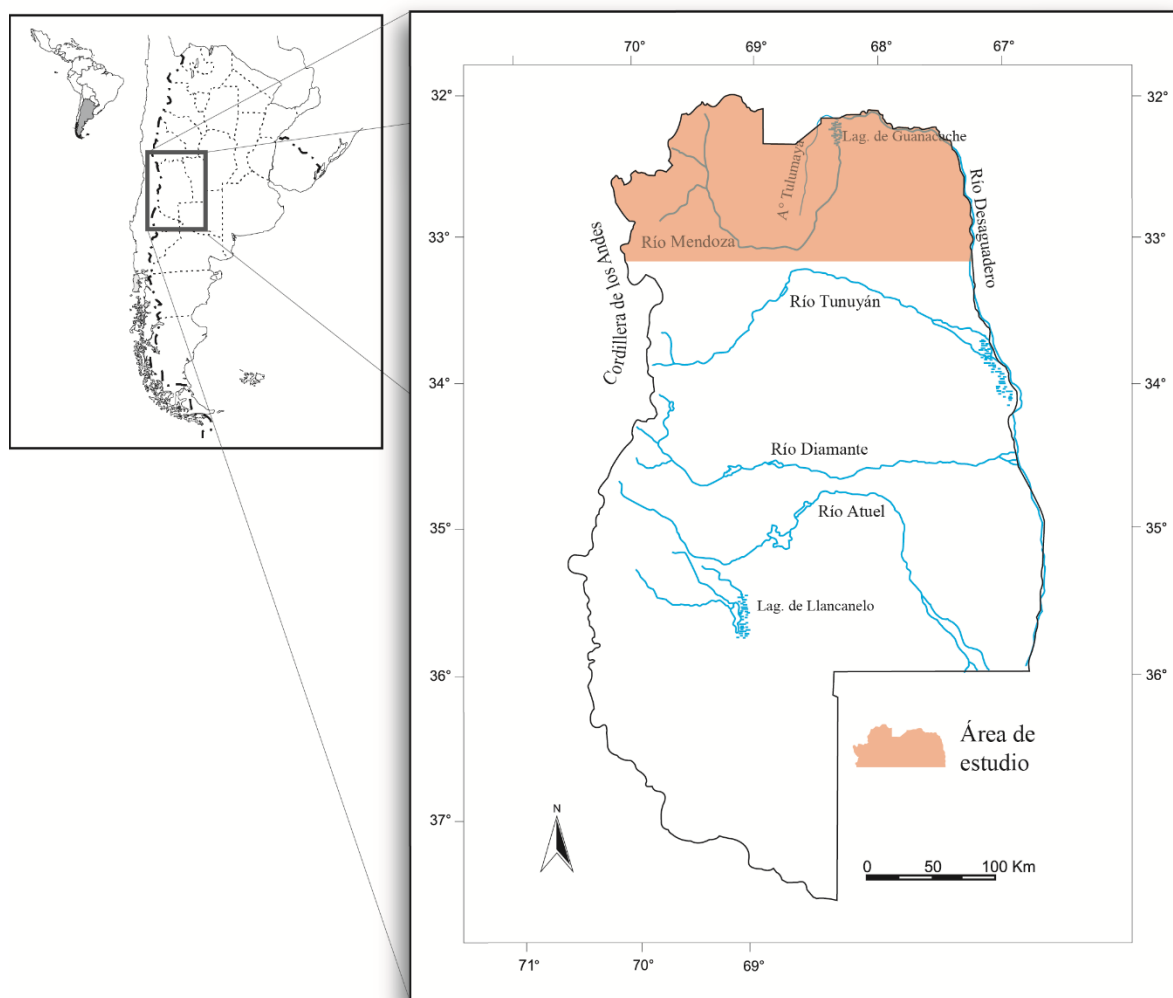 70°
69°
68°
67°
32°
32°
Lag. de Guanacache
A° Tulumaya
Río Desaguadero
Río Mendoza
33°
33°
Cordillera de los Andes
Río Tunuyán
34°
34°
Río Diamante
Río Atuel
35°
35°
Lag. de Llancanelo
36°
36°
Área de
estudio
37°
N
0 50 100 Km
71°
70°
69°